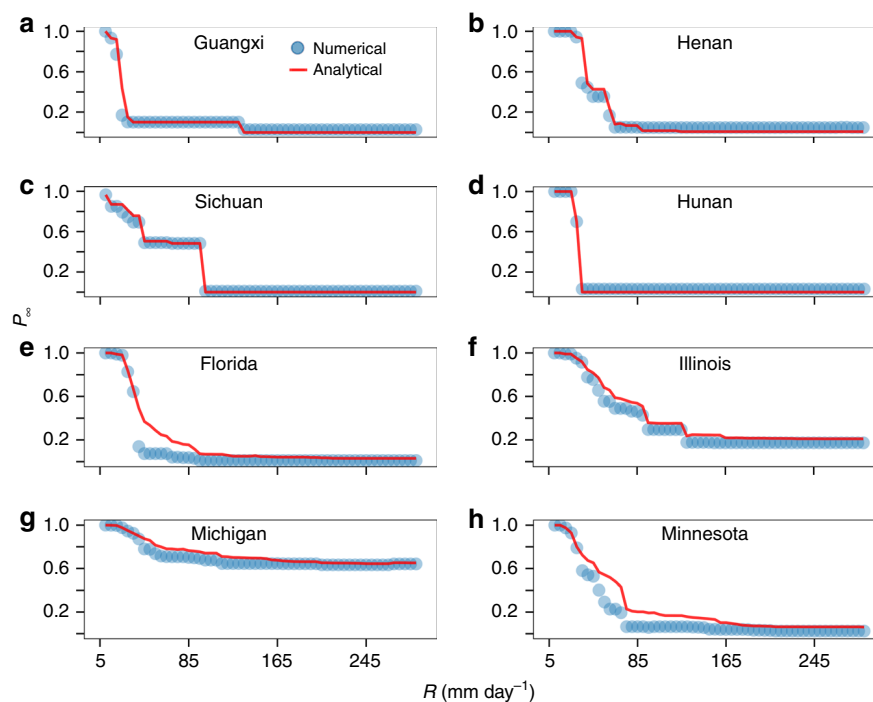 a
Guangxi
1.0
0.6
0.2
Numerical
Analytical
b
Henan
1.0
0.6
0.2
c
Sichuan
1.0
0.6
0.2
d
Hunan
1.0
0.6
0.2
P∞
e
Florida
1.0
0.6
0.2
f
Illinois
1.0
0.6
0.2
g
Michigan
1.0
0.6
0.2
5 85 165 245
h
Minnesota
1.0
0.6
0.2
5 85 165 245
R (mm day⁻¹)